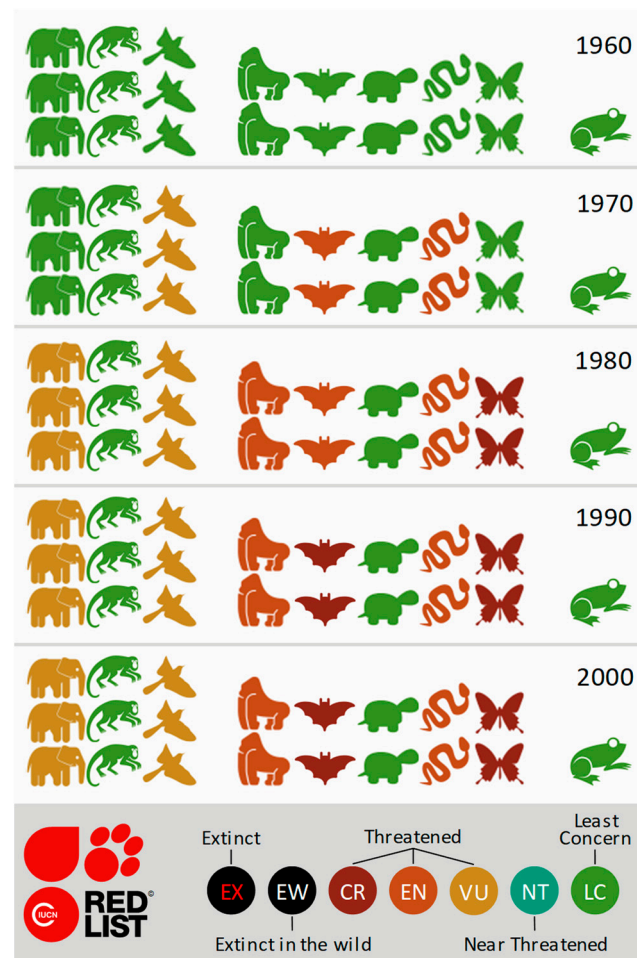 1960
1970
1980
1990
2000
Extinct
Threatened
Least
Concern
EX
EW
CR
EN
VU
NT
LC
IUCN
RED
LIST
©
Extinct in the wild
Near Threatened